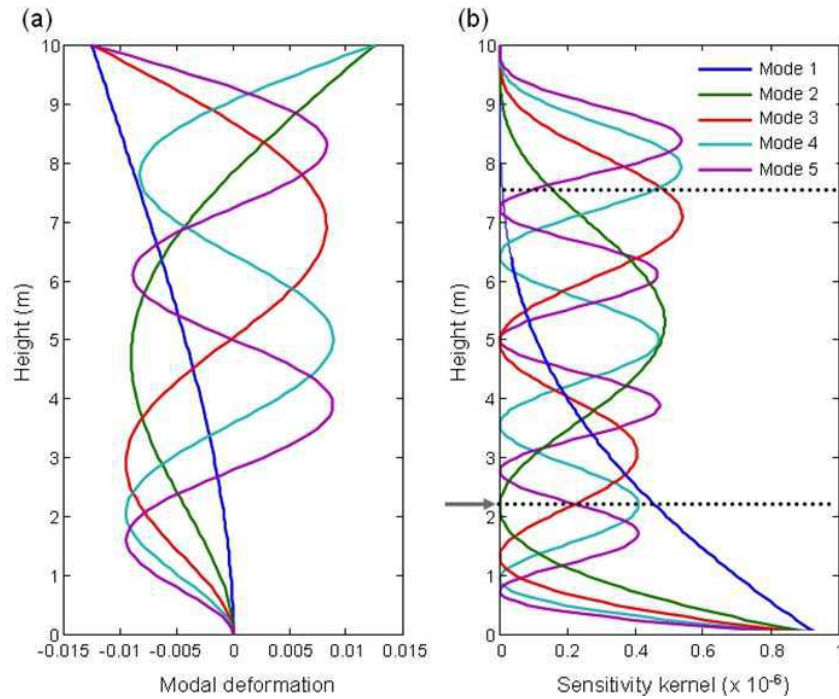 (a)
10
9
8
7
6
5
4
3
2
1
0
Height (m)
-0.015 -0.01 -0.005 0 0.005 0.01 0.015
Modal deformation
(b)
10
9
8
7
6
5
4
3
2
1
0
Height (m)
Mode 1
Mode 2
Mode 3
Mode 4
Mode 5
0 0.2 0.4 0.6 0.8 1
Sensitivity kernel (x 10⁻⁶)